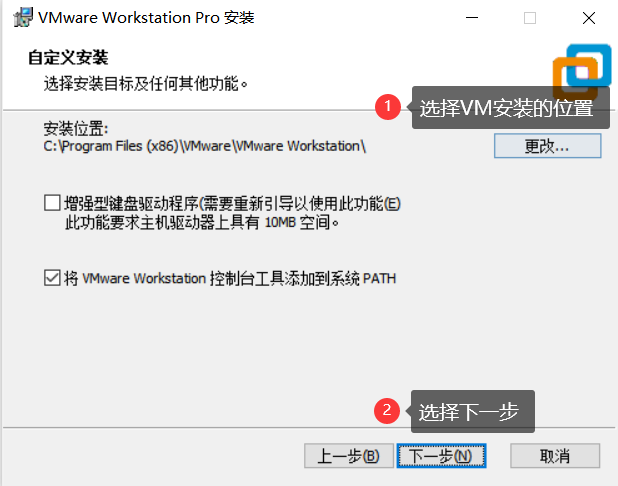 VMware Workstation Pro 安装
自定义安装
选择安装目标及任何其他功能。
1 选择VM安装的位置
安装位置:
C:\Program Files (x86)\VMware\VMware Workstation\
更改...
增强型键盘驱动程序(需要重新引导以使用此功能(E)
此功能要求主机驱动器上具有 10MB 空间。
将 VMware Workstation 控制台工具添加到系统 PATH
2 选择下一步
上一步(B) 下一步(N) 取消